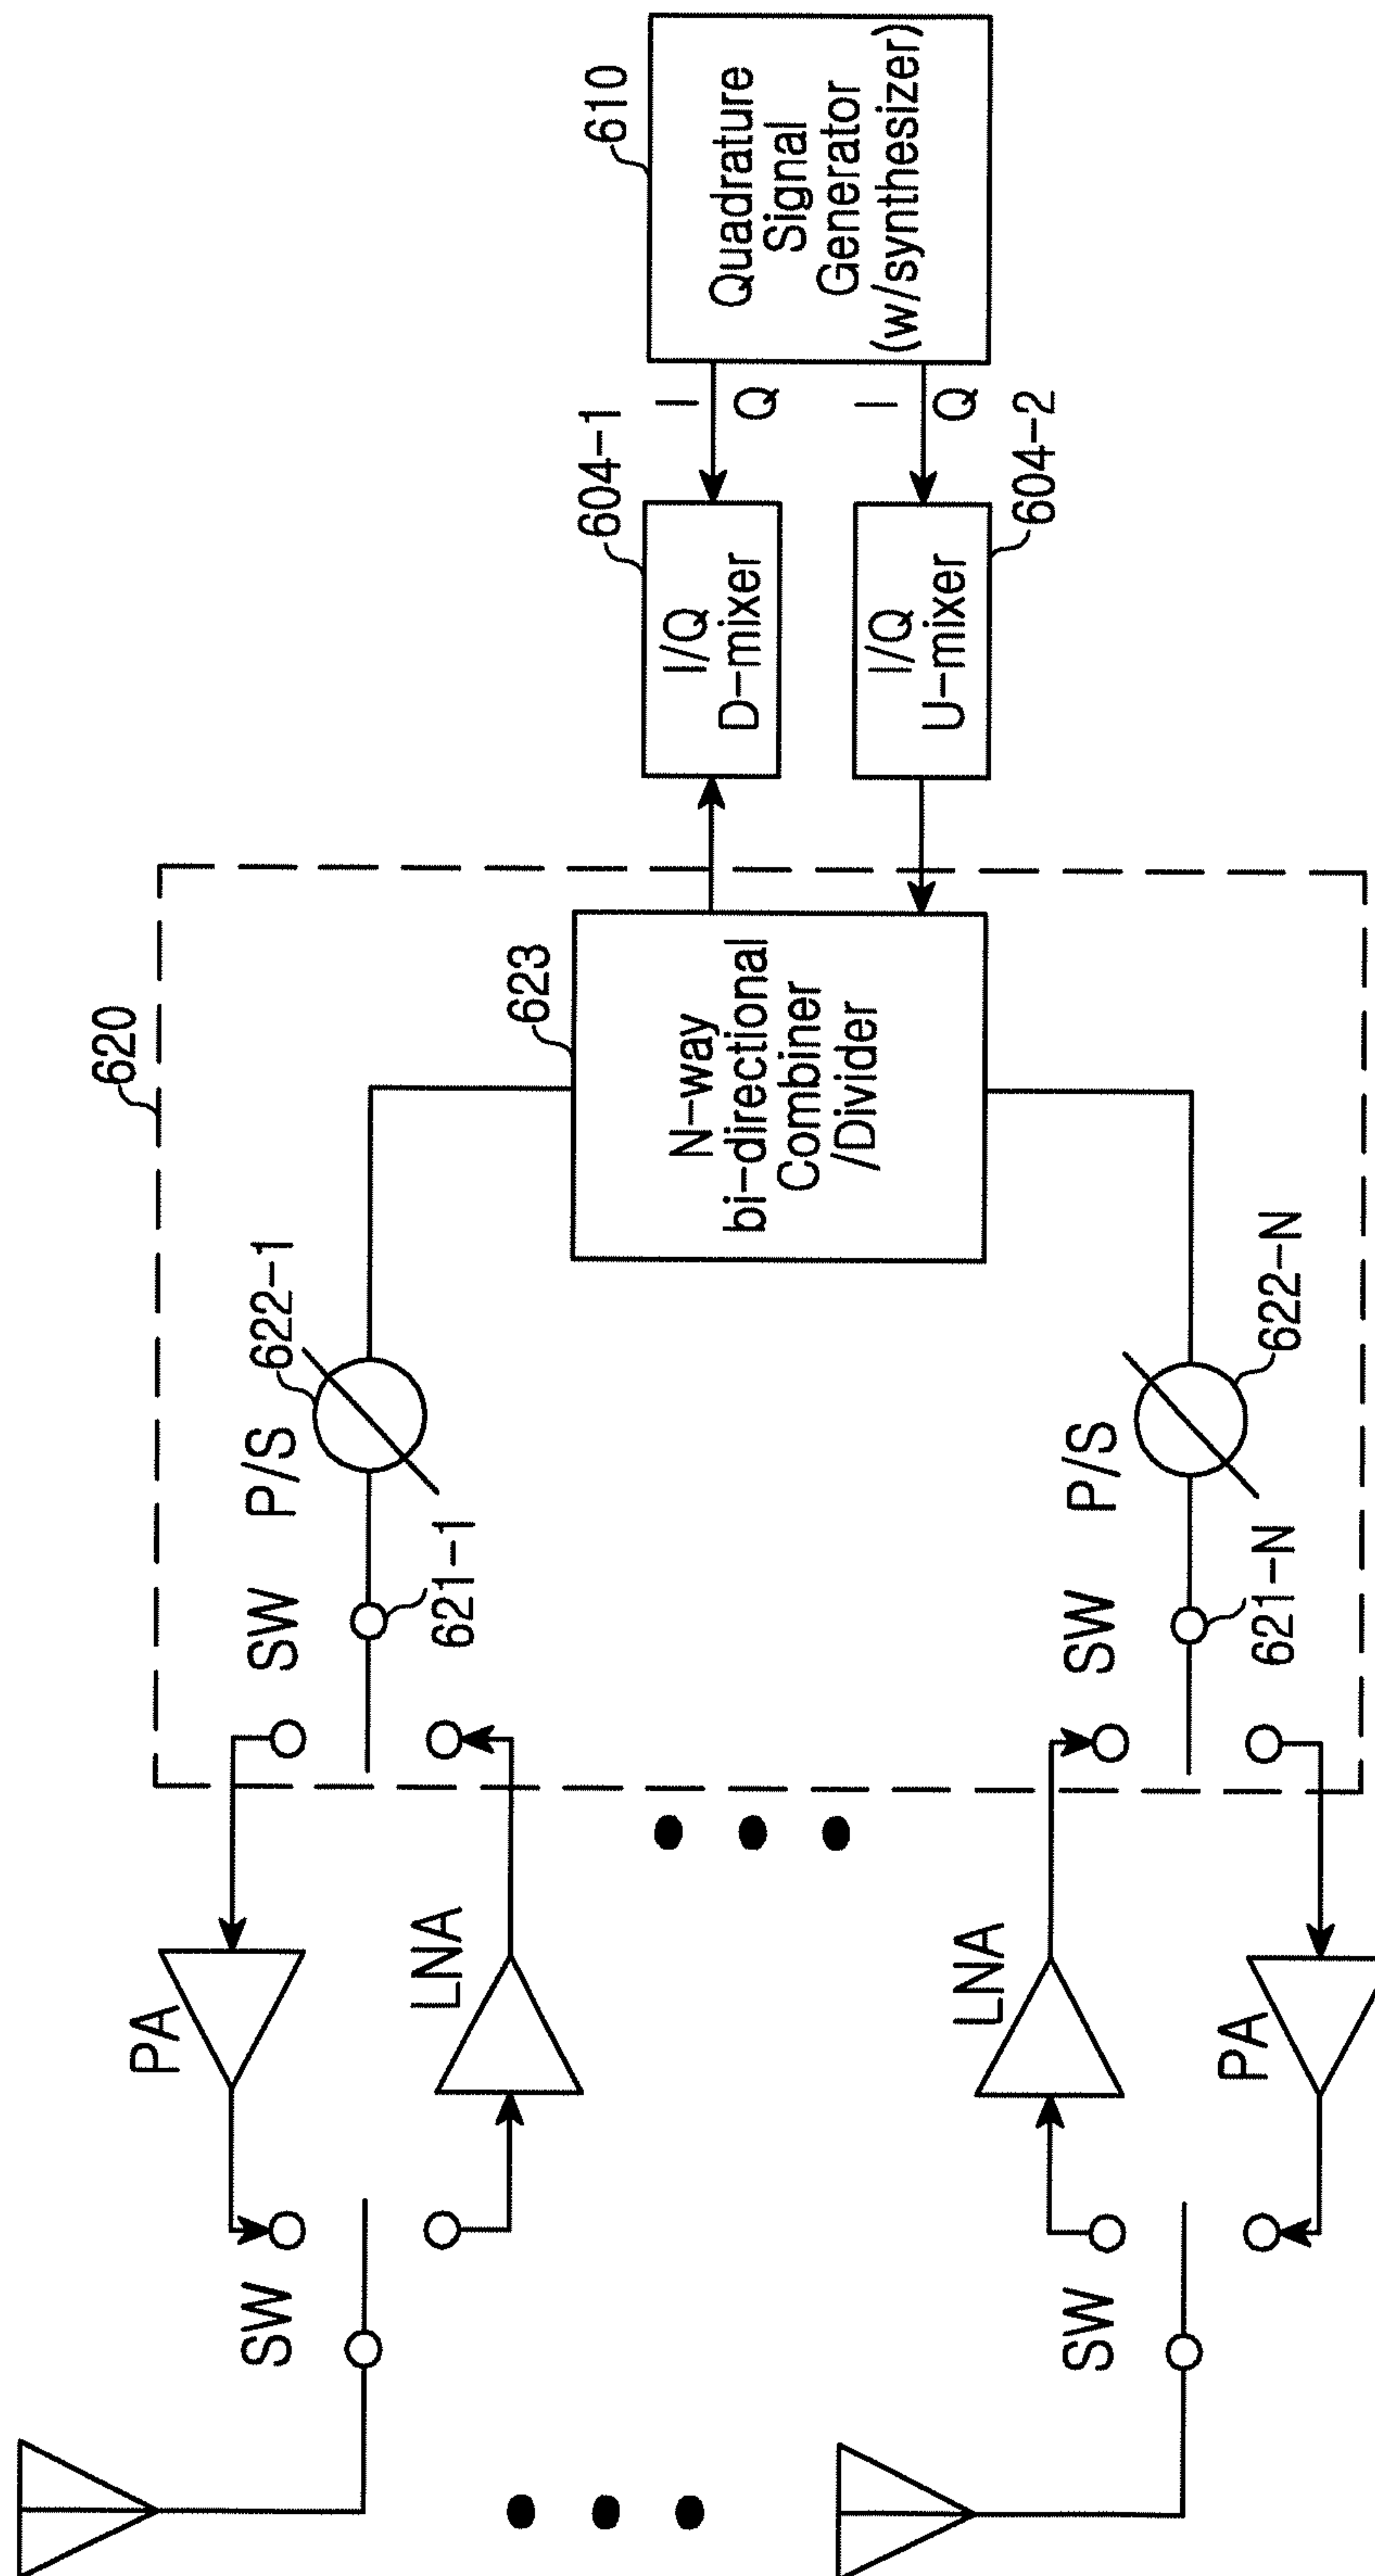 620
PA
SW
SW
P/S
622-1
LNA
621-1
623
N-way
bi-directional
Combiner
/Divider
604-1
I/Q
D-mixer
I
Q
610
Quadrature
Signal
Generator
(w/synthesizer)
I/Q
U-mixer
I
Q
604-2
LNA
SW
SW
P/S
622-N
PA
621-N